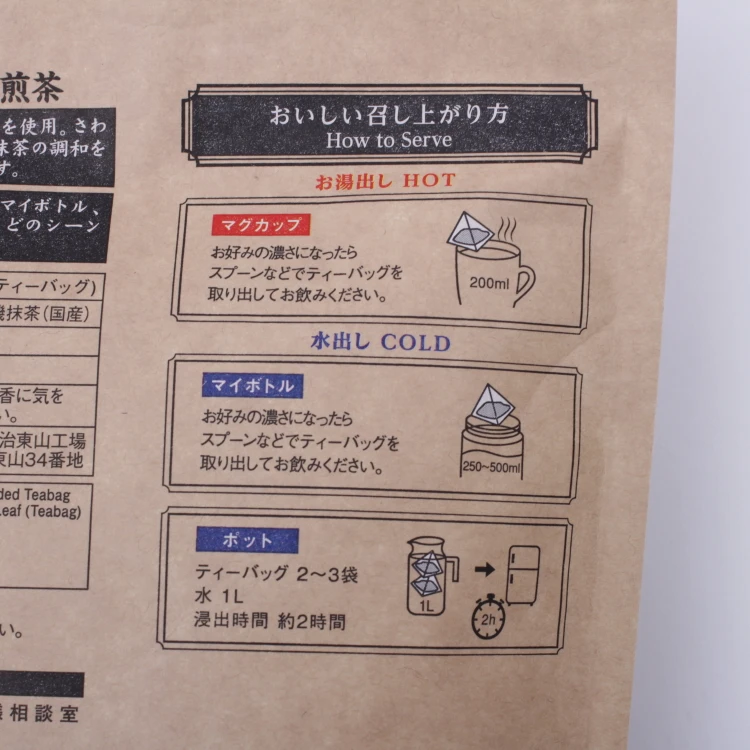 煎茶
を使用。さわ
抹茶の調和を
す。
マイボトル、
どのシーン
ティーバッグ)
抹茶(国産)
香に気を
い。
治東山工場
東山34番地
ded Teabag
eaf (Teabag)
い。
相談室
おいしい召し上がり方
How to Serve
お湯出し HOT
マグカップ
お好みの濃さになったら
スプーンなどでティーバッグを
取り出してお飲みください。
200ml
水出し COLD
マイボトル
お好みの濃さになったら
スプーンなどでティーバッグを
取り出してお飲みください。
250~500ml
ポット
ティーバッグ 2~3袋
水 1L
浸出時間 約2時間
1L
2h